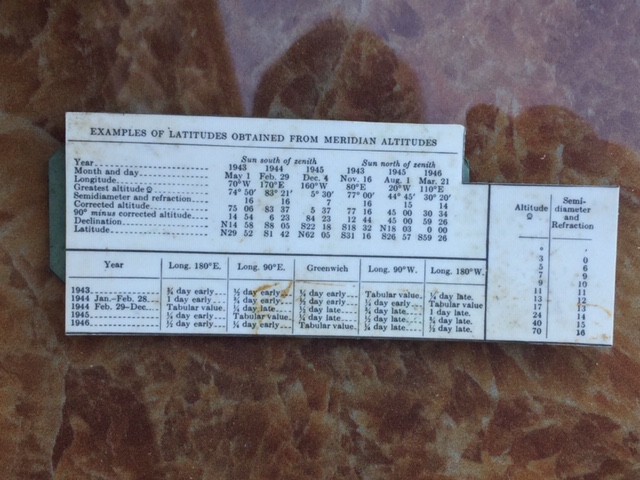 EXAMPLES OF LATITUDES OBTAINED FROM MERIDIAN ALTITUDES
Sun south of zenith Sun north of zenith
Year 1943 1944 1945 1943 1945 1946
Month and day May 1 Feb. 29 Dec. 4 Nov. 16 Aug. 1 Mar. 21
Longitude 70°W 170°E 160°W 80°E 20°W 110°E
Greatest altitude 74° 50' 83° 21' 5° 30' 77° 00' 44° 45' 30° 20'
Semidiameter and refraction 16 16 7 16 15 14
Corrected altitude 75 06 83 37 5 37 77 16 45 00 30 34
90° minus corrected altitude 14 54 6 23 84 23 12 44 45 00 59 26
Declination N14 58 S8 05 S22 18 S18 32 N18 03 0 00
Latitude N29 52 S1 42 N62 05 S31 16 S26 57 S59 26
Year Long. 180°E. Long. 90°E. Greenwich Long. 90°W. Long. 180°W.
1943 ¾ day early ½ day early ¼ day early Tabular value ¼ day late.
1944 Jan.–Feb. 28 1 day early ¾ day early ½ day early ¼ day early Tabular value
1944 Feb. 29–Dec. Tabular value ¼ day late ½ day late ¾ day late 1 day late.
1945 ¼ day early Tabular value ¼ day late ½ day late ¾ day late.
1946 ½ day early ¼ day early Tabular value ¼ day late ½ day late.
Altitude Semi-diameter and Refraction
° '
3 0
5 6
7 9
9 10
11 11
13 12
17 13
24 14
40 15
70 16